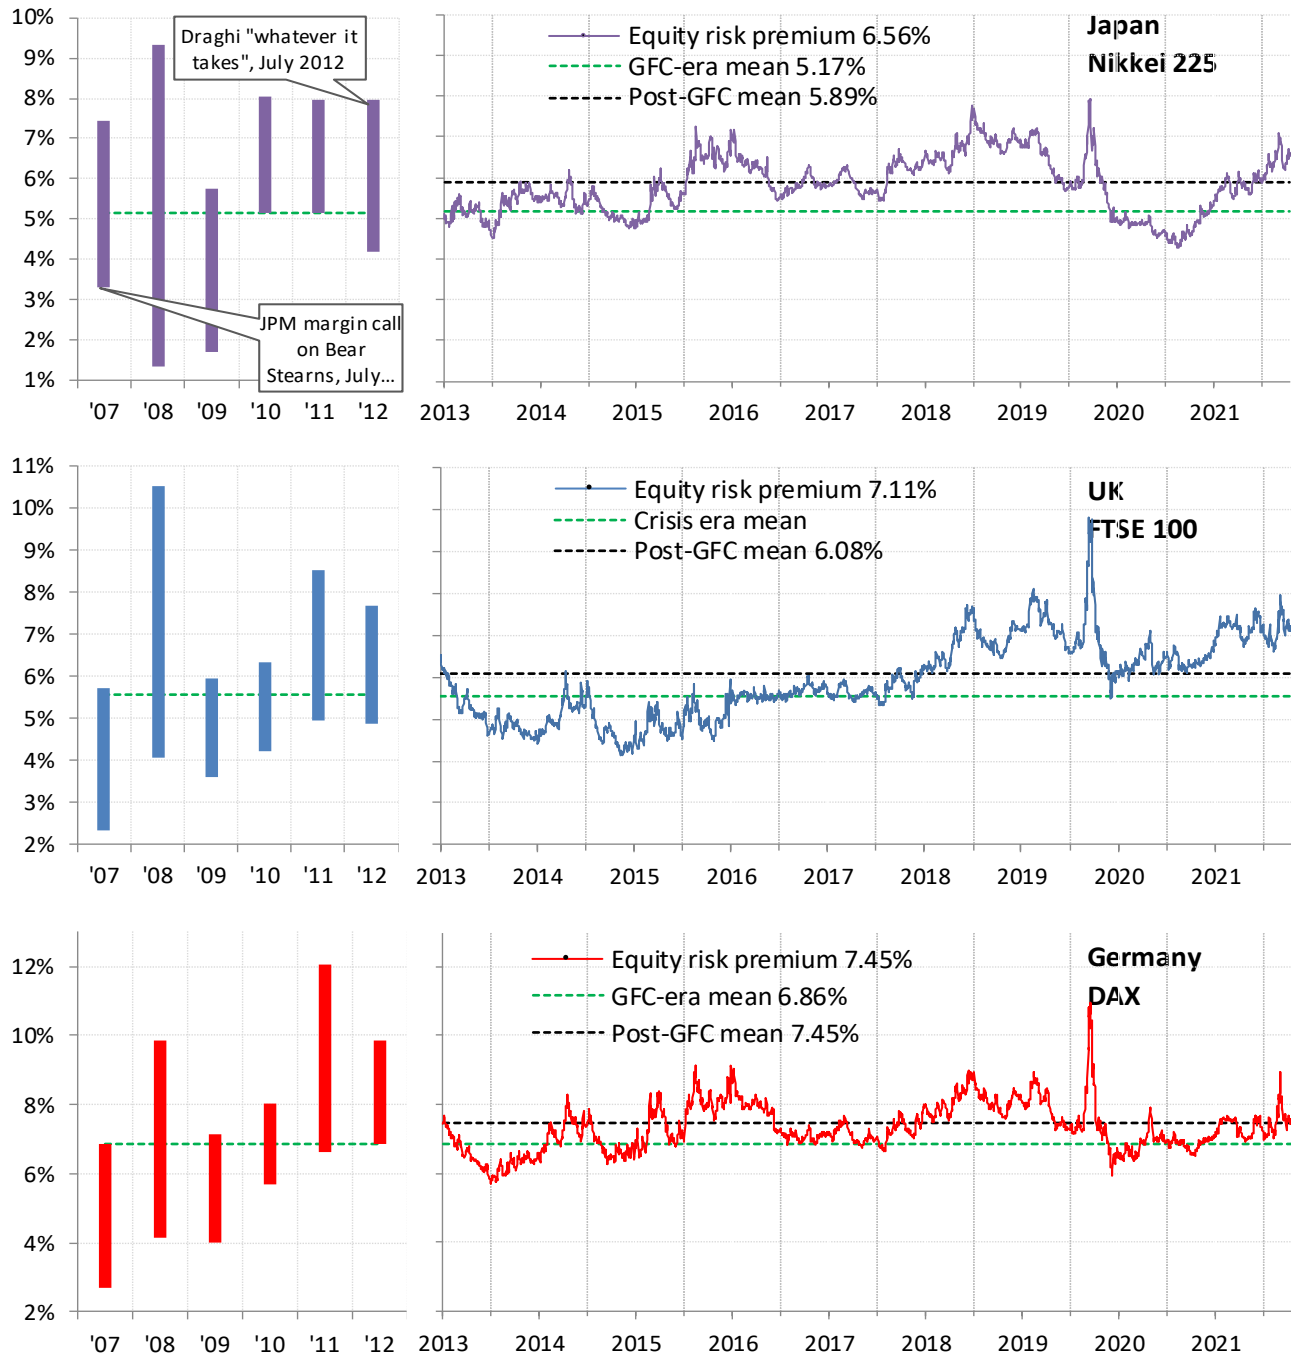 10%
9%
8%
7%
6%
5%
4%
3%
2%
1%
Draghi "whatever it
takes", July 2012
JPM margin call
on Bear
Stearns, July...
'07 '08 '09 '10 '11 '12
Equity risk premium 6.56%
GFC-era mean 5.17%
Post-GFC mean 5.89%
Japan
Nikkei 225
2013 2014 2015 2016 2017 2018 2019 2020 2021
11%
10%
9%
8%
7%
6%
5%
4%
3%
2%
'07 '08 '09 '10 '11 '12
Equity risk premium 7.11%
Crisis era mean
Post-GFC mean 6.08%
UK
FTSE 100
2013 2014 2015 2016 2017 2018 2019 2020 2021
12%
10%
8%
6%
4%
2%
'07 '08 '09 '10 '11 '12
Equity risk premium 7.45%
GFC-era mean 6.86%
Post-GFC mean 7.45%
Germany
DAX
2013 2014 2015 2016 2017 2018 2019 2020 2021